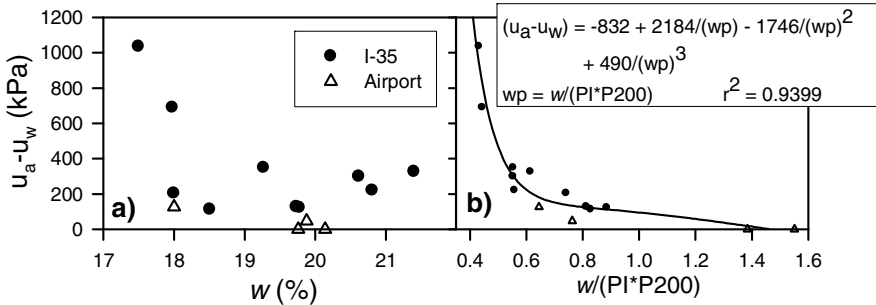 1200
1000
800
600
400
200
0
u_a-u_w (kPa)
I-35
Airport
a)
17 18 19 20 21
w (%)
(u_a-u_w) = -832 + 2184/(wp) - 1746/(wp)^2
+ 490/(wp)^3
wp = w/(PI*P200) r^2 = 0.9399
b)
0.4 0.6 0.8 1.0 1.2 1.4 1.6
w/(PI*P200)